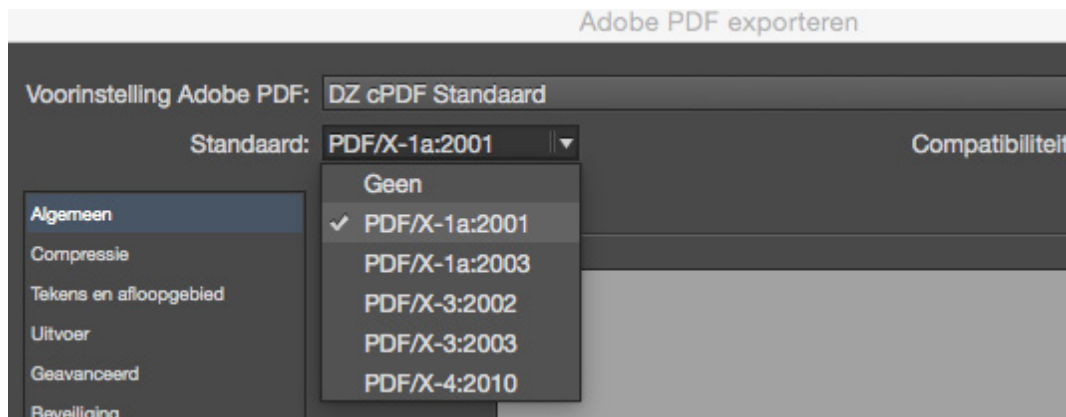 Adobe PDF exporteren
Voorinstelling Adobe PDF: DZ cPDF Standaard
Standaard: PDF/X-1a:2001
Compatibiliteit
Geen
Algemeen
PDF/X-1a:2001
Compressie
PDF/X-1a:2003
Tekens en afloopgebied
PDF/X-3:2002
Uitvoer
PDF/X-3:2003
Geavanceerd
PDF/X-4:2010
Beveiliging